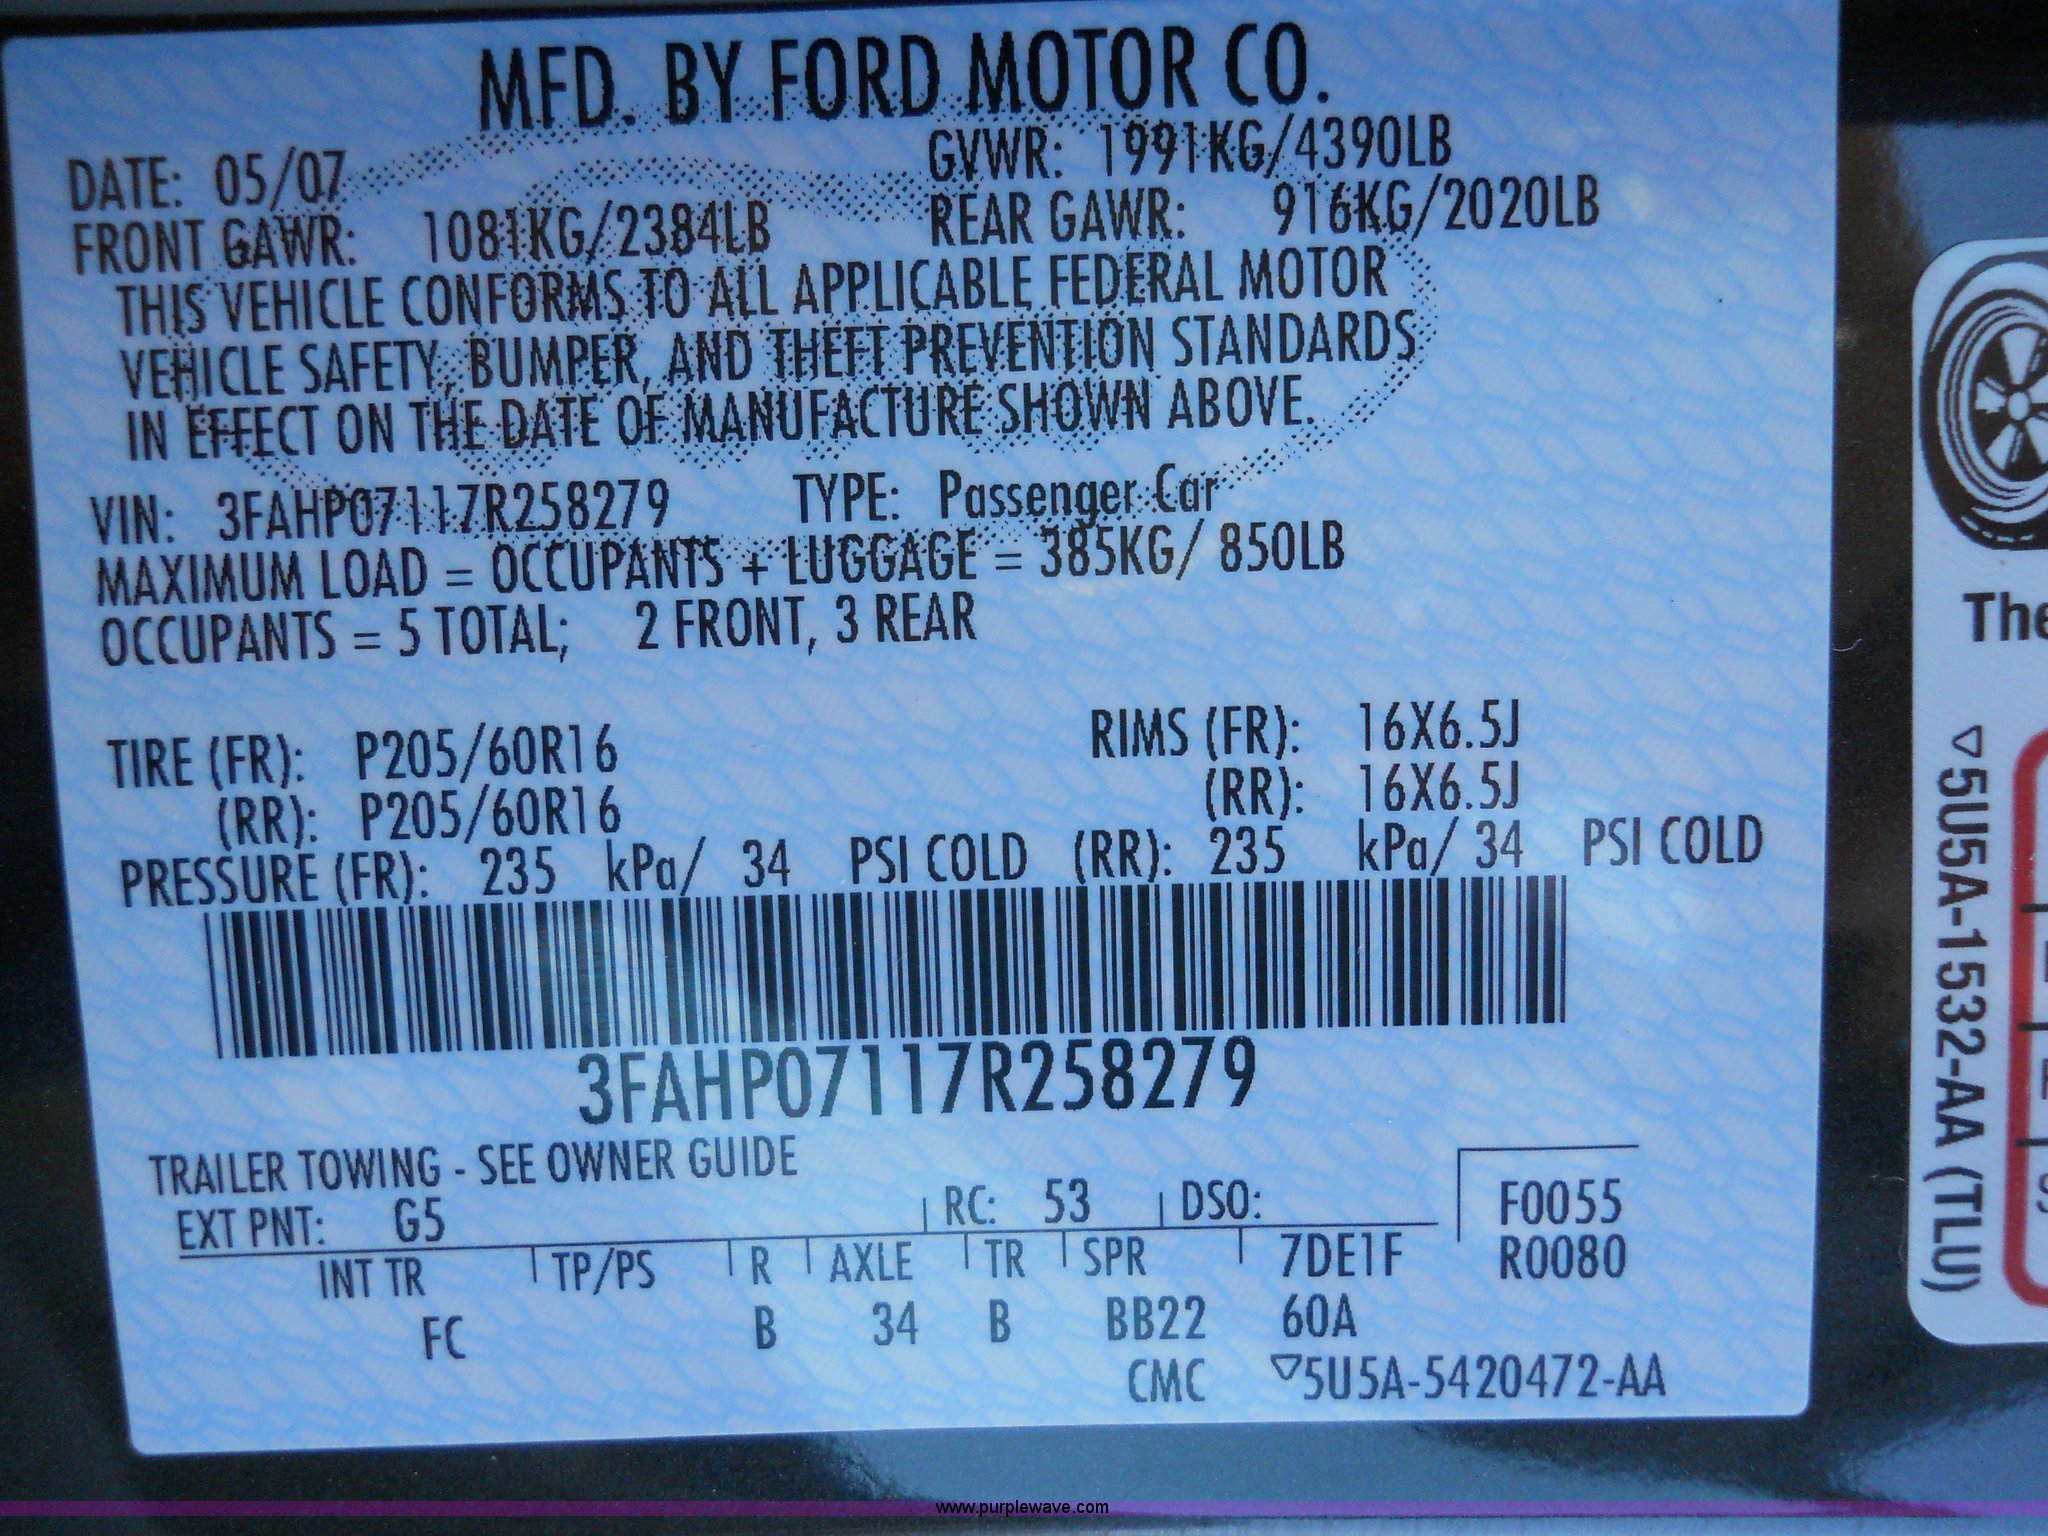 MFD. BY FORD MOTOR CO.
DATE: 05/07 GVWR: 1991KG/4390LB
FRONT GAWR: 1081KG/2384LB REAR GAWR: 916KG/2020LB
THIS VEHICLE CONFORMS TO ALL APPLICABLE FEDERAL MOTOR
VEHICLE SAFETY, BUMPER, AND THEFT PREVENTION STANDARDS
IN EFFECT ON THE DATE OF MANUFACTURE SHOWN ABOVE.
VIN: 3FAHP07117R258279 TYPE: Passenger Car
MAXIMUM LOAD = OCCUPANTS + LUGGAGE = 385KG/ 850LB
OCCUPANTS = 5 TOTAL; 2 FRONT, 3 REAR
TIRE (FR): P205/60R16 RIMS (FR): 16X6.5J
(RR): P205/60R16 (RR): 16X6.5J
PRESSURE (FR): 235 kPa/ 34 PSI COLD (RR): 235 kPa/ 34 PSI COLD
3FAHP07117R258279
TRAILER TOWING - SEE OWNER GUIDE
EXT PNT: G5 RC: 53 DSO: F0055
INT TR TP/PS R AXLE TR SPR 7DE1F R0080
FC B 34 B BB22 60A
CMC ▽5U5A-5420472-AA
The
▽5U5A-1532-AA (TLU)
www.purplewave.com